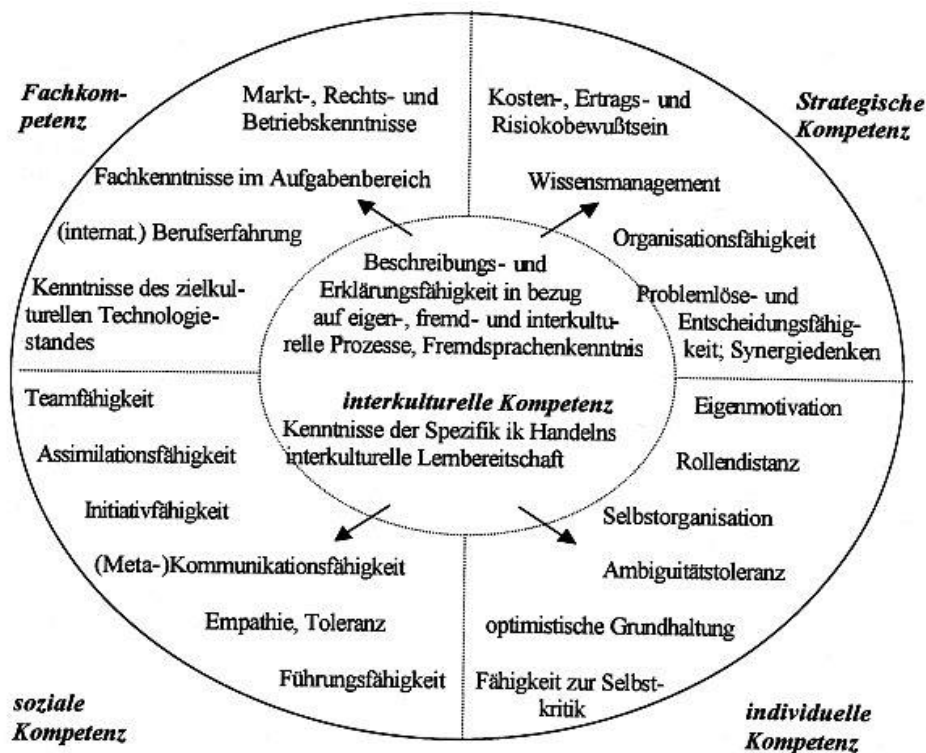 Fachkom-
petenz
Markt-, Rechts- und
Betriebskenntnisse
Fachkenntnisse im Aufgabenbereich
(internat.) Berufserfahrung
Kenntnisse des zielkul-
turellen Technologie-
standes
Kosten-, Ertrags- und
Risiokobewußtsein
Strategische
Kompetenz
Wissensmanagement
Organisationsfähigkeit
Problemlöse- und
Entscheidungsfähig-
keit; Synergiedenken
Beschreibungs- und
Erklärungsfähigkeit in bezug
auf eigen-, fremd- und interkultu-
relle Prozesse, Fremdsprachenkenntnis
interkulturelle Kompetenz
Kenntnisse der Spezifik ik Handelns
interkulturelle Lernbereitschaft
Teamfähigkeit
Assimilationsfähigkeit
Initiativfähigkeit
(Meta-)Kommunikationsfähigkeit
Empathie, Toleranz
Führungsfähigkeit
soziale
Kompetenz
Eigenmotivation
Rollendistanz
Selbstorganisation
Ambiguitätstoleranz
optimistische Grundhaltung
Fähigkeit zur Selbst-
kritik
individuelle
Kompetenz